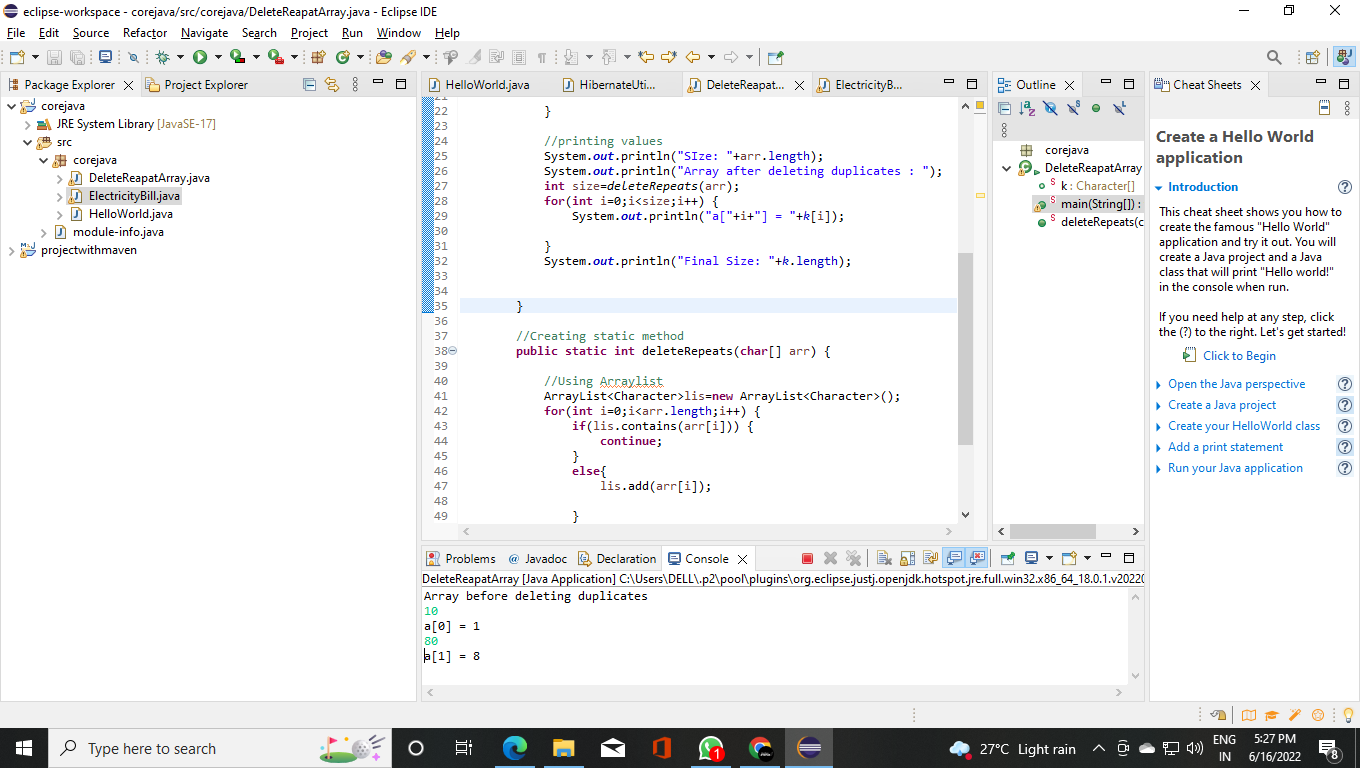 eclipse-workspace - corejava/src/corejava/DeleteReapatArray.java - Eclipse IDE
File Edit Source Refactor Navigate Search Project Run Window Help
Package Explorer
Project Explorer
corejava
JRE System Library [JavaSE-17]
src
corejava
DeleteReapatArray.java
ElectricityBill.java
HelloWorld.java
module-info.java
projectwithmaven
HelloWorld.java
HibernateUti...
DeleteReapat...
ElectricityB...
21
22 }
23
24 //printing values
25 System.out.println("SIze: "+arr.length);
26 System.out.println("Array after deleting duplicates : ");
27 int size=deleteRepeats(arr);
28 for(int i=0;i<size;i++) {
29 System.out.println("a["+i+"] = "+k[i]);
30
31 }
32 System.out.println("Final Size: "+k.length);
33
34
35 }
36
37 //Creating static method
38 public static int deleteRepeats(char[] arr) {
39
40 //Using Arraylist
41 ArrayList<Character>lis=new ArrayList<Character>();
42 for(int i=0;i<arr.length;i++) {
43 if(lis.contains(arr[i])) {
44 continue;
45 }
46 else{
47 lis.add(arr[i]);
48
49 }
Problems
@ Javadoc
Declaration
Console
DeleteReapatArray [Java Application] C:\Users\DELL\.p2\pool\plugins\org.eclipse.justj.openjdk.hotspot.jre.full.win32.x86_64_18.0.1.v20220
Array before deleting duplicates
10
a[0] = 1
80
a[1] = 8
Outline
corejava
DeleteReapatArray
k : Character[]
main(String[]) :
deleteRepeats(c
Cheat Sheets
Create a Hello World
application
Introduction
This cheat sheet shows you how to
create the famous "Hello World"
application and try it out. You will
create a Java project and a Java
class that will print "Hello world!"
in the console when run.
If you need help at any step, click
the (?) to the right. Let's get started!
Click to Begin
Open the Java perspective
Create a Java project
Create your HelloWorld class
Add a print statement
Run your Java application
Type here to search
1
27°C Light rain
ENG
IN
5:27 PM
6/16/2022
8